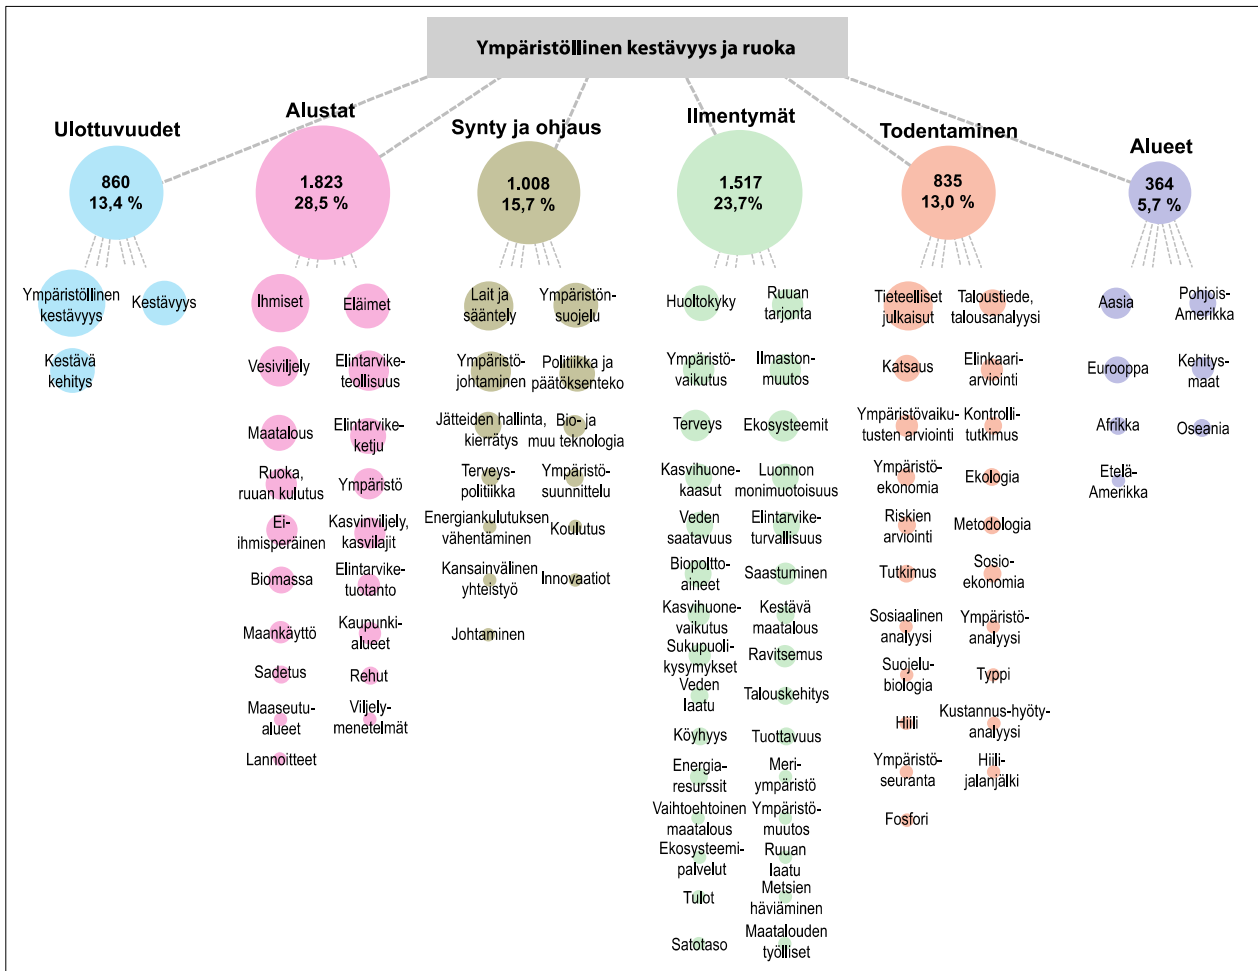 Ympäristöllinen kestävyys ja ruoka
Ulottuvuudet
860
13,4 %
Ympäristöllinen
kestävyys
Kestävyys
Kestävä
kehitys
Alustat
1.823
28,5 %
Ihmiset
Eläimet
Vesiviljely
Elintarvike-
teollisuus
Maatalous
Elintarvike-
ketju
Ruoka,
ruuan kulutus
Ympäristö
Ei-
ihmisperäinen
Kasvinviljely,
kasvilajit
Biomassa
Elintarvike-
tuotanto
Maankäyttö
Kaupunki-
alueet
Sadetus
Rehut
Maaseutu-
alueet
Viljely-
menetelmät
Lannoitteet
Synty ja ohjaus
1.008
15,7 %
Lait ja
sääntely
Ympäristön-
suojelu
Ympäristö-
johtaminen
Politiikka ja
päätöksenteko
Jätteiden hallinta,
kierrätys
Bio- ja
muu teknologia
Terveys-
politiikka
Ympäristö-
suunnittelu
Energiankulutuksen
vähentäminen
Koulutus
Kansainvälinen
yhteistyö
Innovaatiot
Johtaminen
Ilmentymät
1.517
23,7%
Huoltokyky
Ruuan
tarjonta
Ympäristö-
vaikutus
Ilmaston-
muutos
Terveys
Ekosysteemit
Kasvihuone-
kaasut
Luonnon
monimuotoisuus
Veden
saatavuus
Elintarvike-
turvallisuus
Biopoltto-
aineet
Saastuminen
Kasvihuone-
vaikutus
Kestävä
maatalous
Sukupuoli-
kysymykset
Ravitsemus
Veden
laatu
Talouskehitys
Köyhyys
Tuottavuus
Energia-
resurssit
Meri-
ympäristö
Vaihtoehtoinen
maatalous
Ympäristö-
muutos
Ekosysteemi-
palvelut
Ruuan
laatu
Tulot
Metsien
häviäminen
Satotaso
Maatalouden
työlliset
Todentaminen
835
13,0 %
Tieteelliset
julkaisut
Taloustiede,
talousanalyysi
Katsaus
Elinkaari-
arviointi
Ympäristövaiku-
tusten arviointi
Kontrolli-
tutkimus
Ympäristö-
ekonomia
Ekologia
Riskien
arviointi
Metodologia
Tutkimus
Sosio-
ekonomia
Sosiaalinen
analyysi
Ympäristö-
analyysi
Suojelu-
biologia
Typpi
Hiili
Kustannus-hyöty-
analyysi
Ympäristö-
seuranta
Hiili-
jalanjälki
Fosfori
Alueet
364
5,7 %
Aasia
Pohjois-
Amerikka
Eurooppa
Kehitys-
maat
Afrikka
Oseania
Etelä-
Amerikka